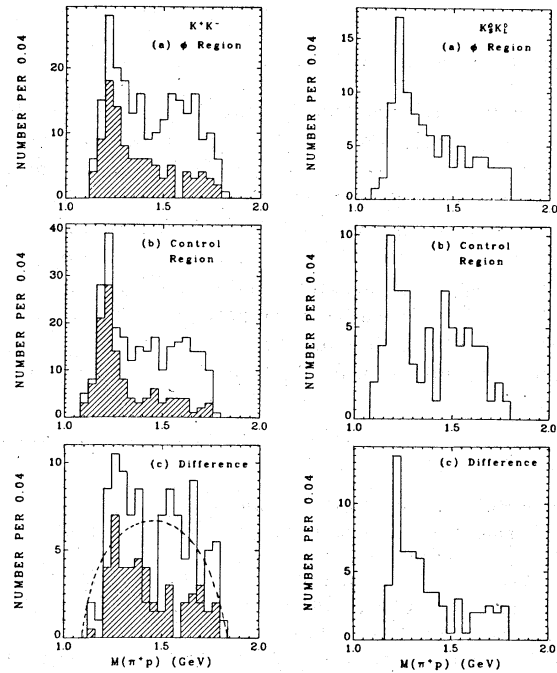 K⁺K⁻
(a) ϕ Region
NUMBER PER 0.04
20
10
0
1.0
1.5
2.0
(b) Control
Region
NUMBER PER 0.04
40
30
20
10
0
1.0
1.5
2.0
(c) Difference
NUMBER PER 0.04
10
5
0
1.0
1.5
2.0
M(π⁺p) (GeV)
K⁰SK⁰L
(a) ϕ Region
NUMBER PER 0.04
15
10
5
0
1.0
1.5
2.0
(b) Control
Region
NUMBER PER 0.04
10
5
0
1.0
1.5
2.0
(c) Difference
NUMBER PER 0.04
10
5
0
1.0
1.5
2.0
M(π⁺p) (GeV)